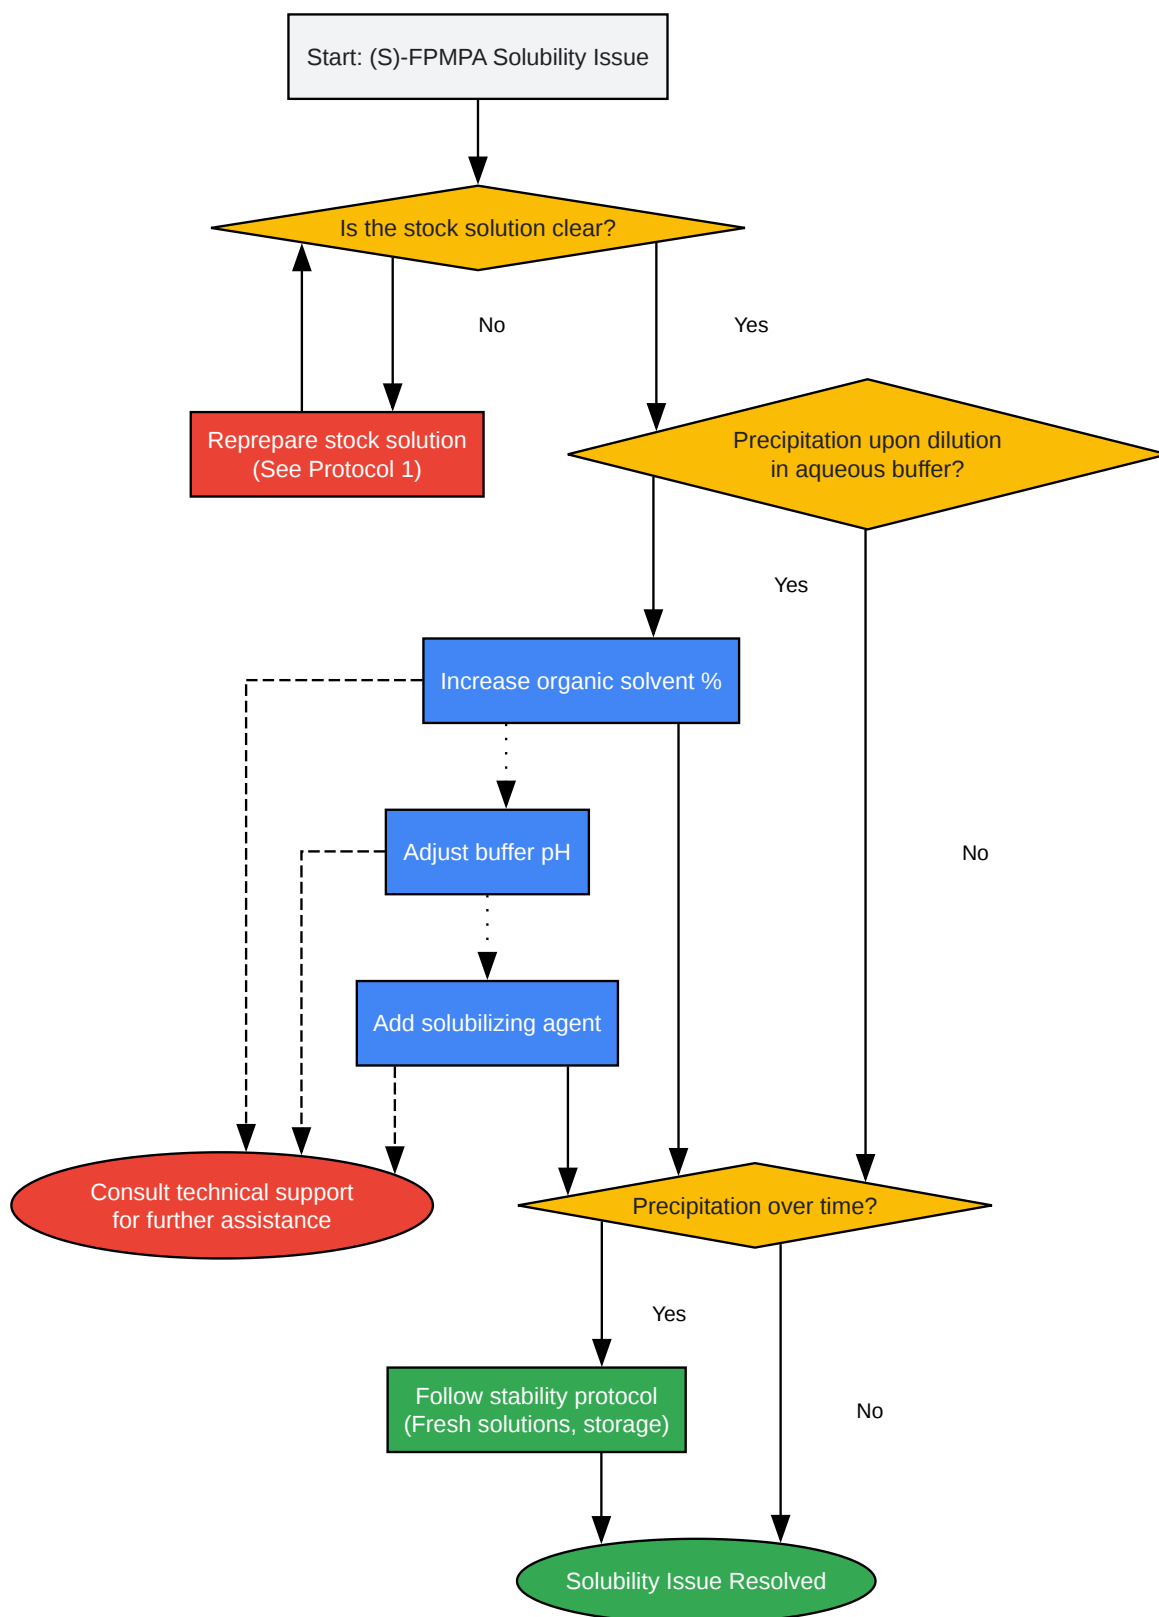 Start: (S)-FPMPA Solubility Issue
Is the stock solution clear?
No
Yes
Reprepare stock solution
(See Protocol 1)
Precipitation upon dilution
in aqueous buffer?
Yes
Increase organic solvent %
Adjust buffer pH
No
Add solubilizing agent
Consult technical support
for further assistance
Precipitation over time?
Yes
Follow stability protocol
(Fresh solutions, storage)
No
Solubility Issue Resolved